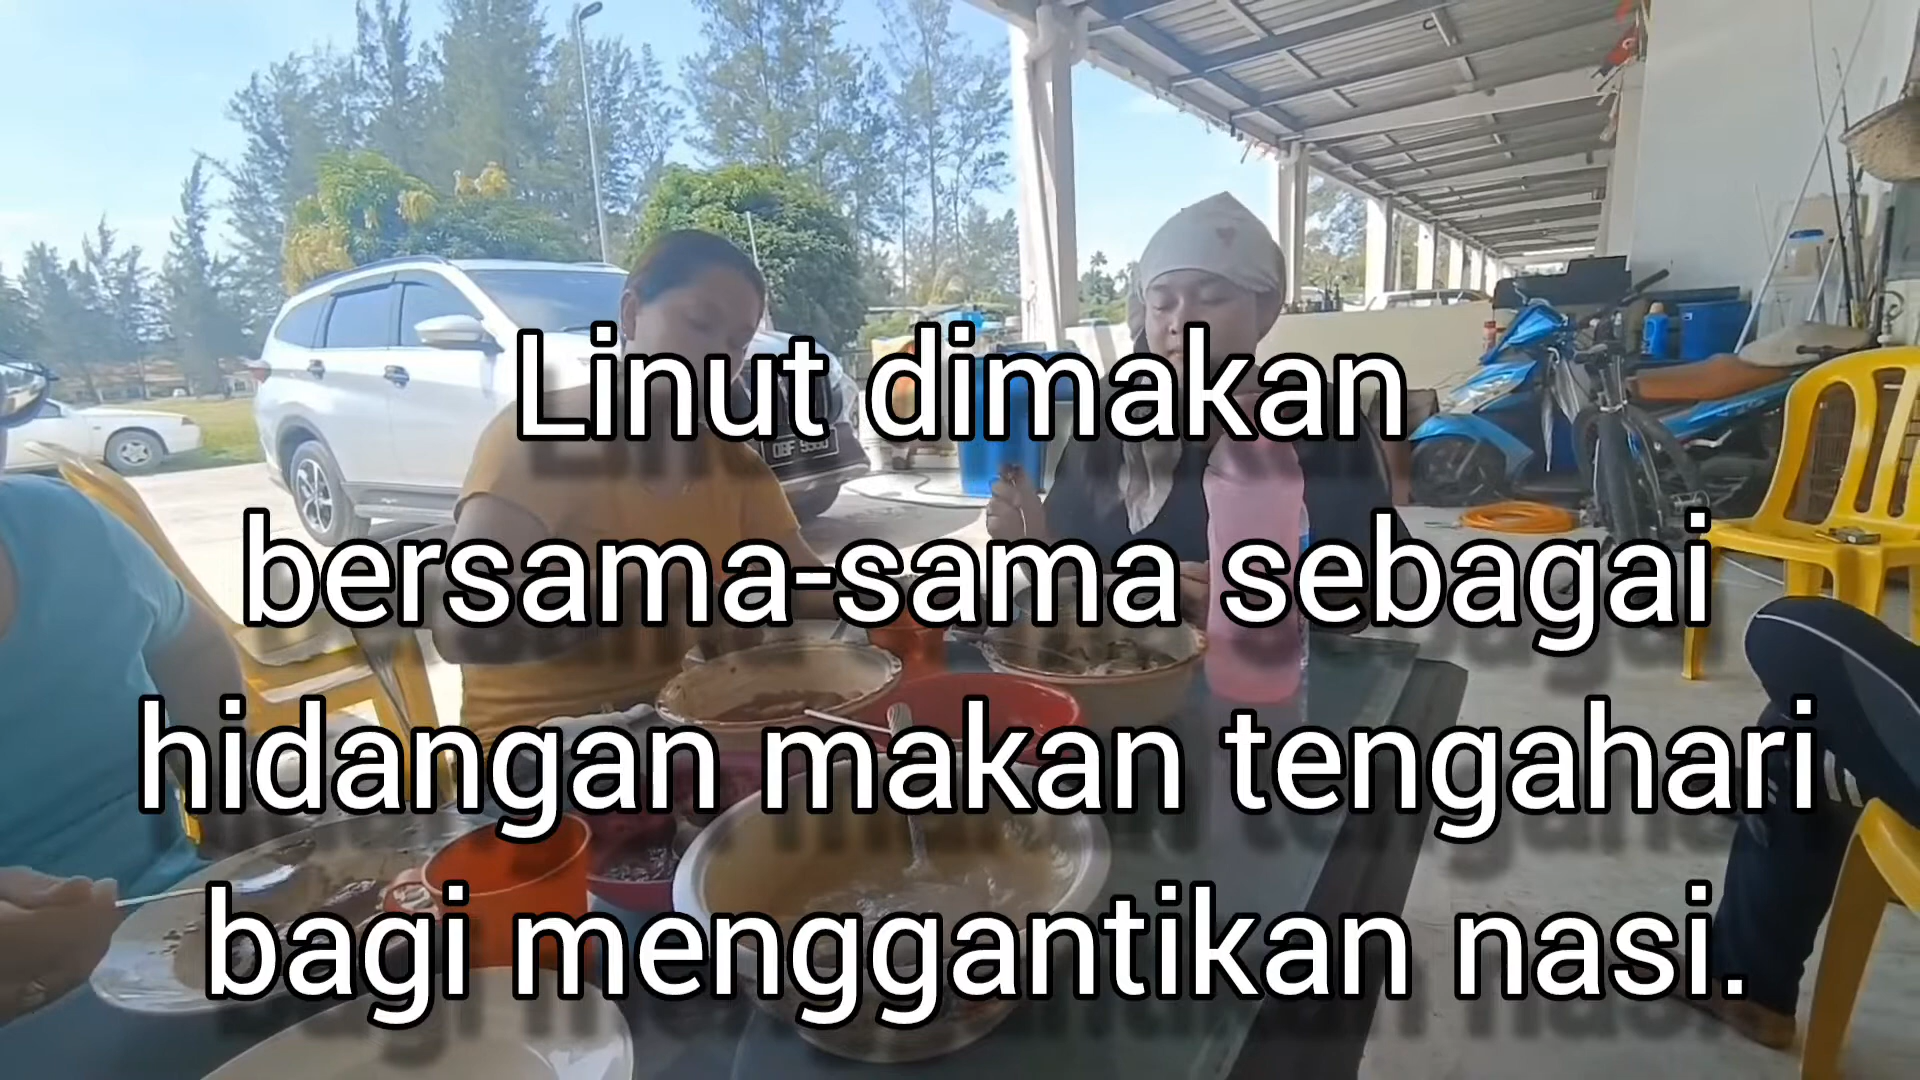 Linut dimakan
bersama-sama sebagai
hidangan makan tengahari
bagi menggantikan nasi.